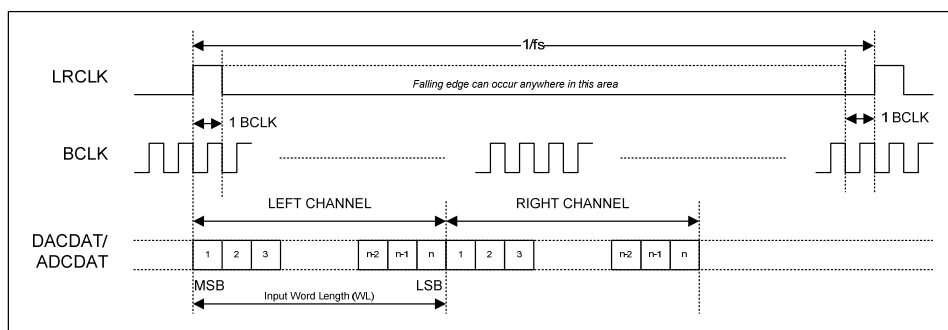 1/fs
LRCLK
Falling edge can occur anywhere in this area
1 BCLK
1 BCLK
BCLK
LEFT CHANNEL
RIGHT CHANNEL
DACDAT/
ADCDAT
1 2 3 n-2 n-1 n 1 2 3 n-2 n-1 n
MSB
LSB
Input Word Length (WL)